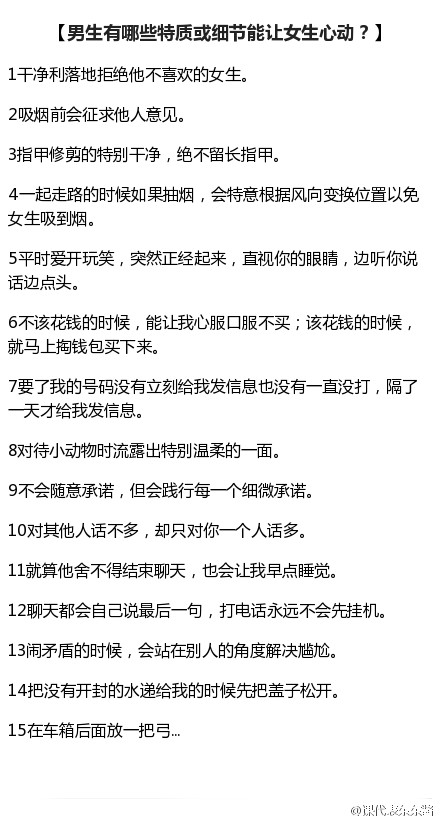 【男生有哪些特质或细节能让女生心动？】
1干净利落地拒绝他不喜欢的女生。
2吸烟前会征求他人意见。
3指甲修剪的特别干净，绝不留长指甲。
4一起走路的时候如果抽烟，会特意根据风向变换位置以免
女生吸到烟。
5平时爱开玩笑，突然正经起来，直视你的眼睛，边听你说
话边点头。
6不该花钱的时候，能让我心服口服不买；该花钱的时候，
就马上掏钱包买下来。
7要了我的号码没有立刻给我发信息也没有一直没打，隔了
一天才给我发信息。
8对待小动物时流露出特别温柔的一面。
9不会随意承诺，但会践行每一个细微承诺。
10对其他人话不多，却只对你一个人话多。
11就算他舍不得结束聊天，也会让我早点睡觉。
12聊天都会自己说最后一句，打电话永远不会先挂机。
13闹矛盾的时候，会站在别人的角度解决尴尬。
14把没有开封的水递给我的时候先把盖子松开。
15在车箱后面放一把弓...
@课代表东东酱